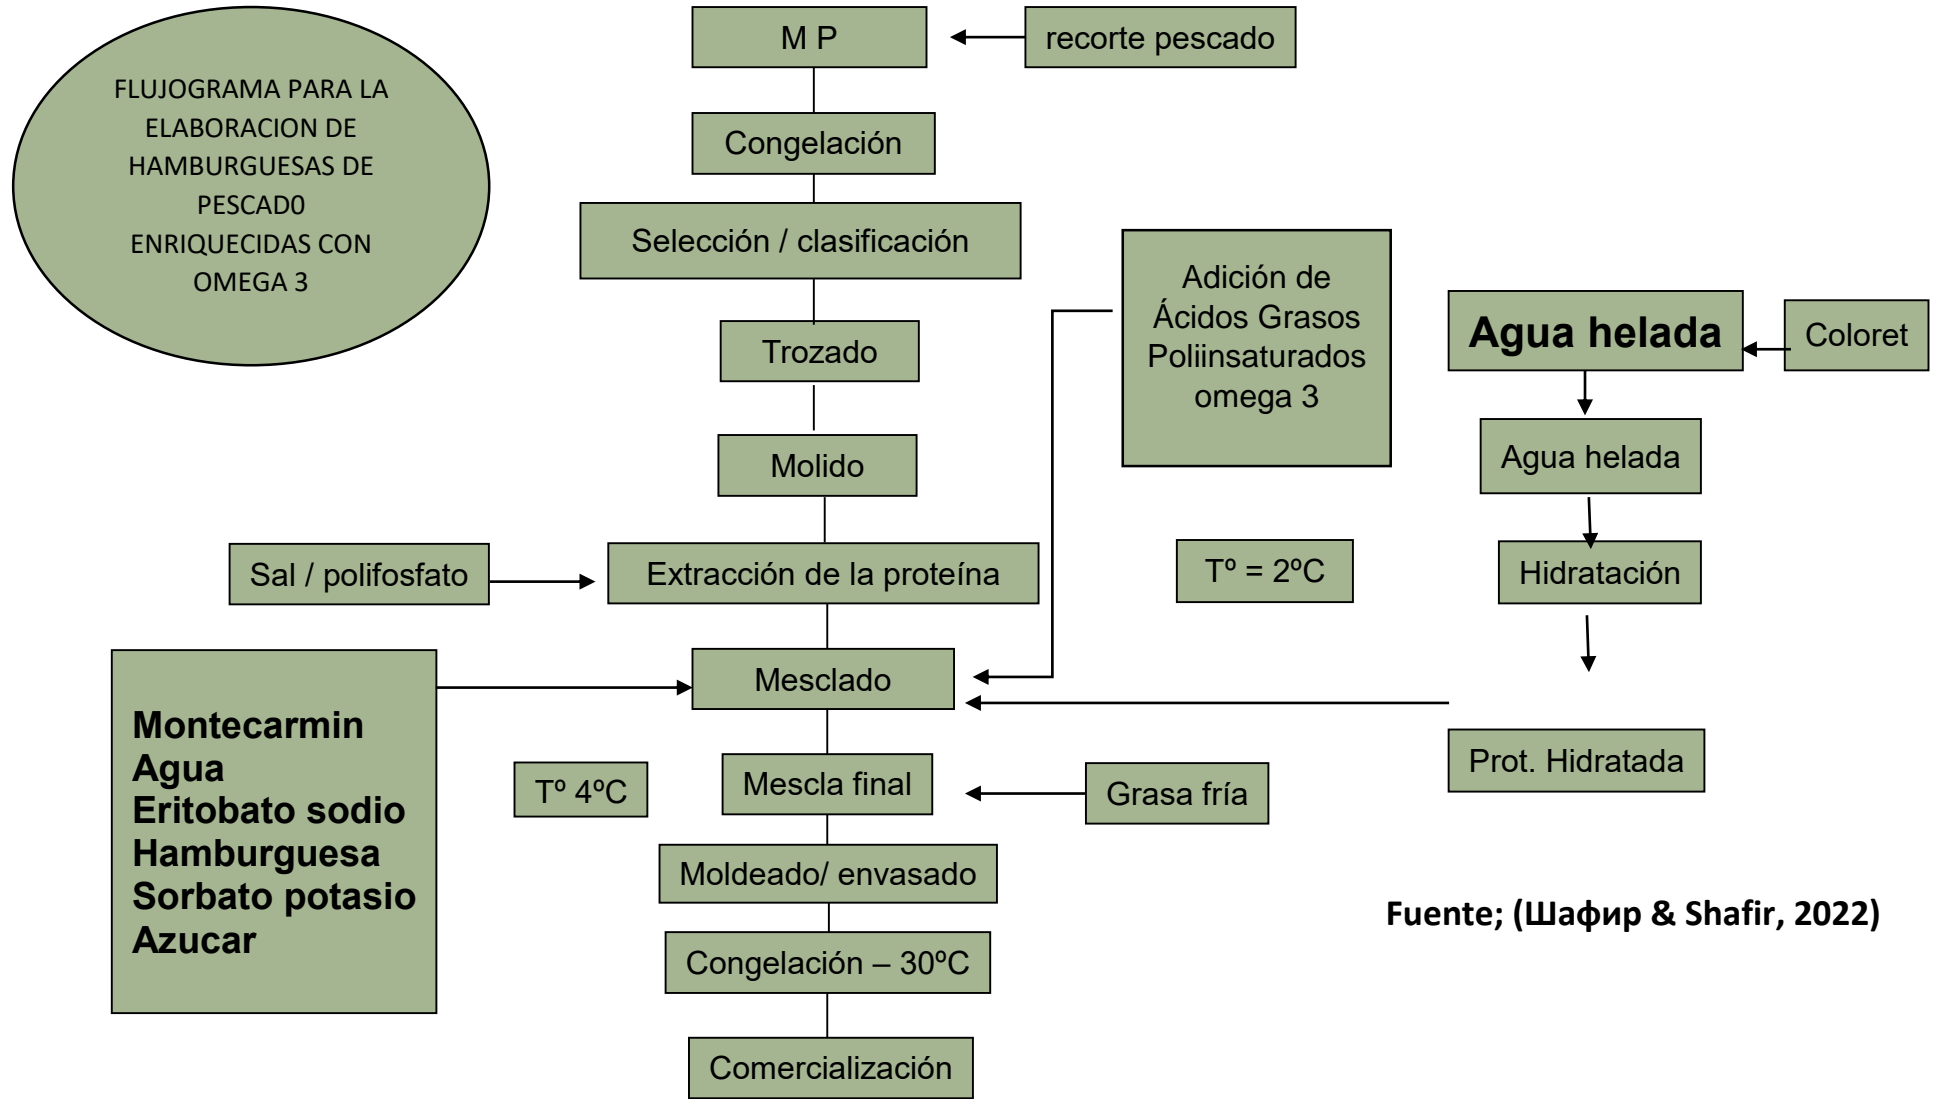 FLUJOGRAMA PARA LA
ELABORACION DE
HAMBURGUESAS DE
PESCAD0
ENRIQUECIDAS CON
OMEGA 3
M P
recorte pescado
Congelación
Selección / clasificación
Trozado
Molido
Adición de
Ácidos Grasos
Poliinsaturados
omega 3
Agua helada
Coloret
Agua helada
Hidratación
Prot. Hidratada
Sal / polifosfato
Extracción de la proteína
Tº = 2ºC
Mesclado
Montecarmin
Agua
Eritobato sodio
Hamburguesa
Sorbato potasio
Azucar
Tº 4ºC
Mescla final
Grasa fría
Moldeado/ envasado
Congelación – 30ºC
Comercialización
Fuente; (Шафир & Shafir, 2022)